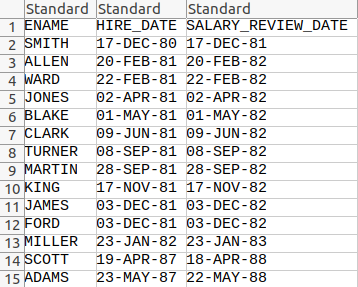 Standard Standard Standard
1 ENAME HIRE_DATE SALARY_REVIEW_DATE
2 SMITH 17-DEC-80 17-DEC-81
3 ALLEN 20-FEB-81 20-FEB-82
4 WARD 22-FEB-81 22-FEB-82
5 JONES 02-APR-81 02-APR-82
6 BLAKE 01-MAY-81 01-MAY-82
7 CLARK 09-JUN-81 09-JUN-82
8 TURNER 08-SEP-81 08-SEP-82
9 MARTIN 28-SEP-81 28-SEP-82
10 KING 17-NOV-81 17-NOV-82
11 JAMES 03-DEC-81 03-DEC-82
12 FORD 03-DEC-81 03-DEC-82
13 MILLER 23-JAN-82 23-JAN-83
14 SCOTT 19-APR-87 18-APR-88
15 ADAMS 23-MAY-87 22-MAY-88